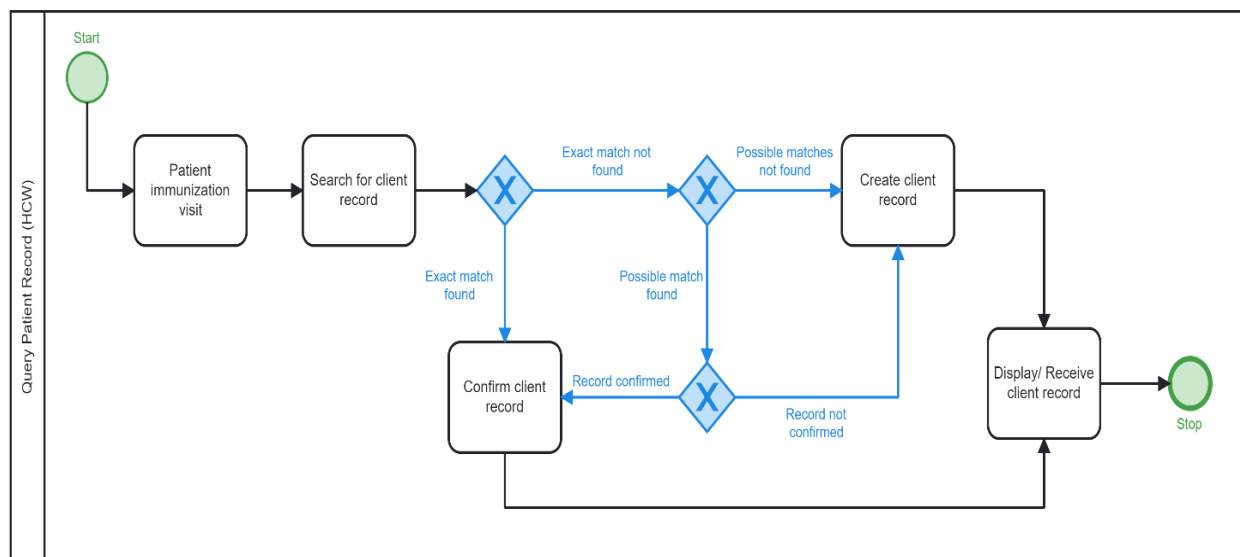 Query Patient Record (HCW)
Start
Patient
immunization
visit
Search for client
record
X
Exact match not
found
X
Possible matches
not found
Create client
record
Exact match
found
Possible match
found
Confirm client
record
Record confirmed
X
Record not
confirmed
Display/ Receive
client record
Stop